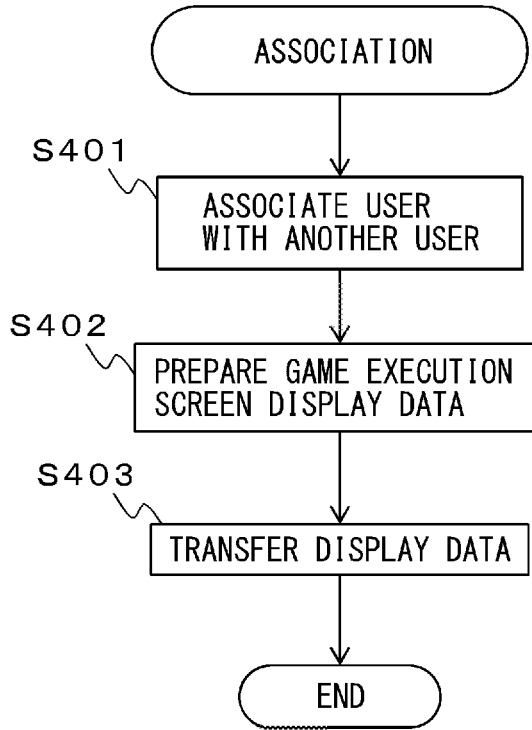 ASSOCIATION
S401
ASSOCIATE USER
WITH ANOTHER USER
S402
PREPARE GAME EXECUTION
SCREEN DISPLAY DATA
S403
TRANSFER DISPLAY DATA
END